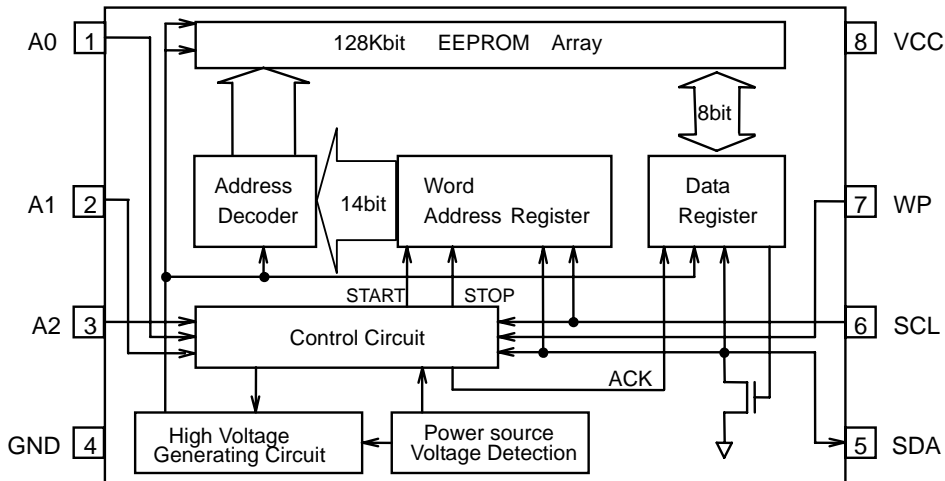 A0 1
128Kbit EEPROM Array
8 VCC
8bit
A1 2
Address
Decoder
14bit
Word
Address Register
Data
Register
7 WP
START
STOP
A2 3
Control Circuit
6 SCL
ACK
GND 4
High Voltage
Generating Circuit
Power source
Voltage Detection
5 SDA